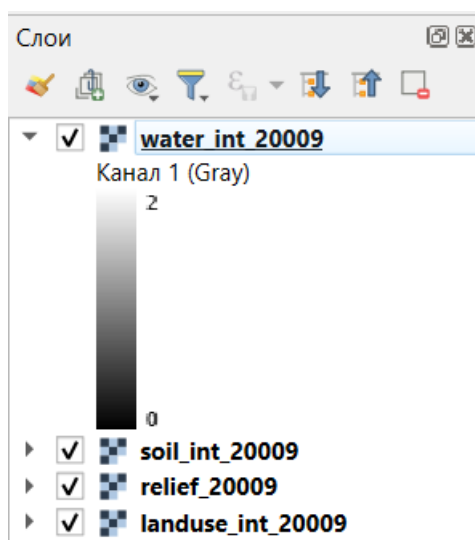 Слои
water_int_20009
Канал 1 (Gray)
2
0
soil_int_20009
relief_20009
landuse_int_20009